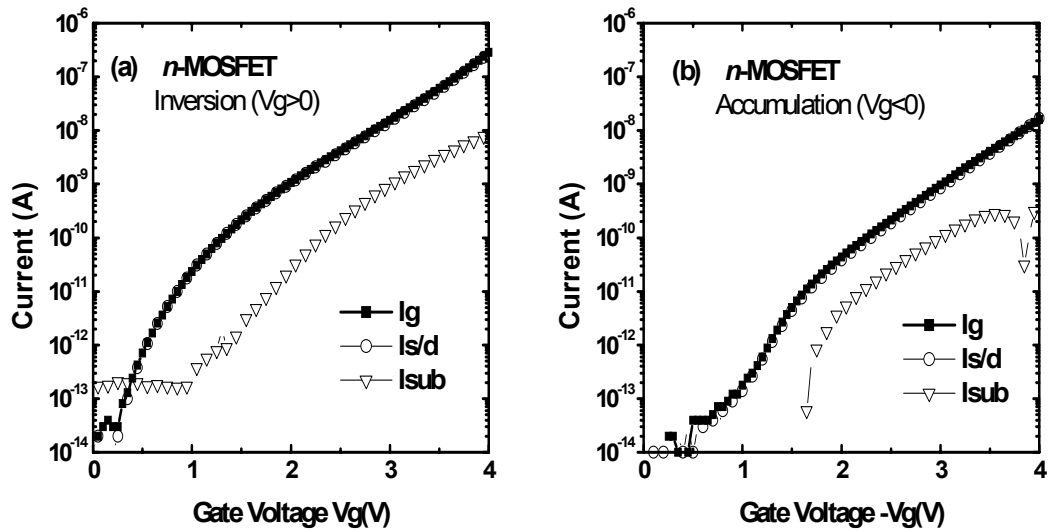 (a) n-MOSFET
Inversion (Vg>0)
Current (A)
10⁻⁶
10⁻⁷
10⁻⁸
10⁻⁹
10⁻¹⁰
10⁻¹¹
10⁻¹²
10⁻¹³
10⁻¹⁴
Ig
Is/d
Isub
0 1 2 3 4
Gate Voltage Vg(V)
(b) n-MOSFET
Accumulation (Vg<0)
Current (A)
10⁻⁶
10⁻⁷
10⁻⁸
10⁻⁹
10⁻¹⁰
10⁻¹¹
10⁻¹²
10⁻¹³
10⁻¹⁴
Ig
Is/d
Isub
0 1 2 3 4
Gate Voltage -Vg(V)